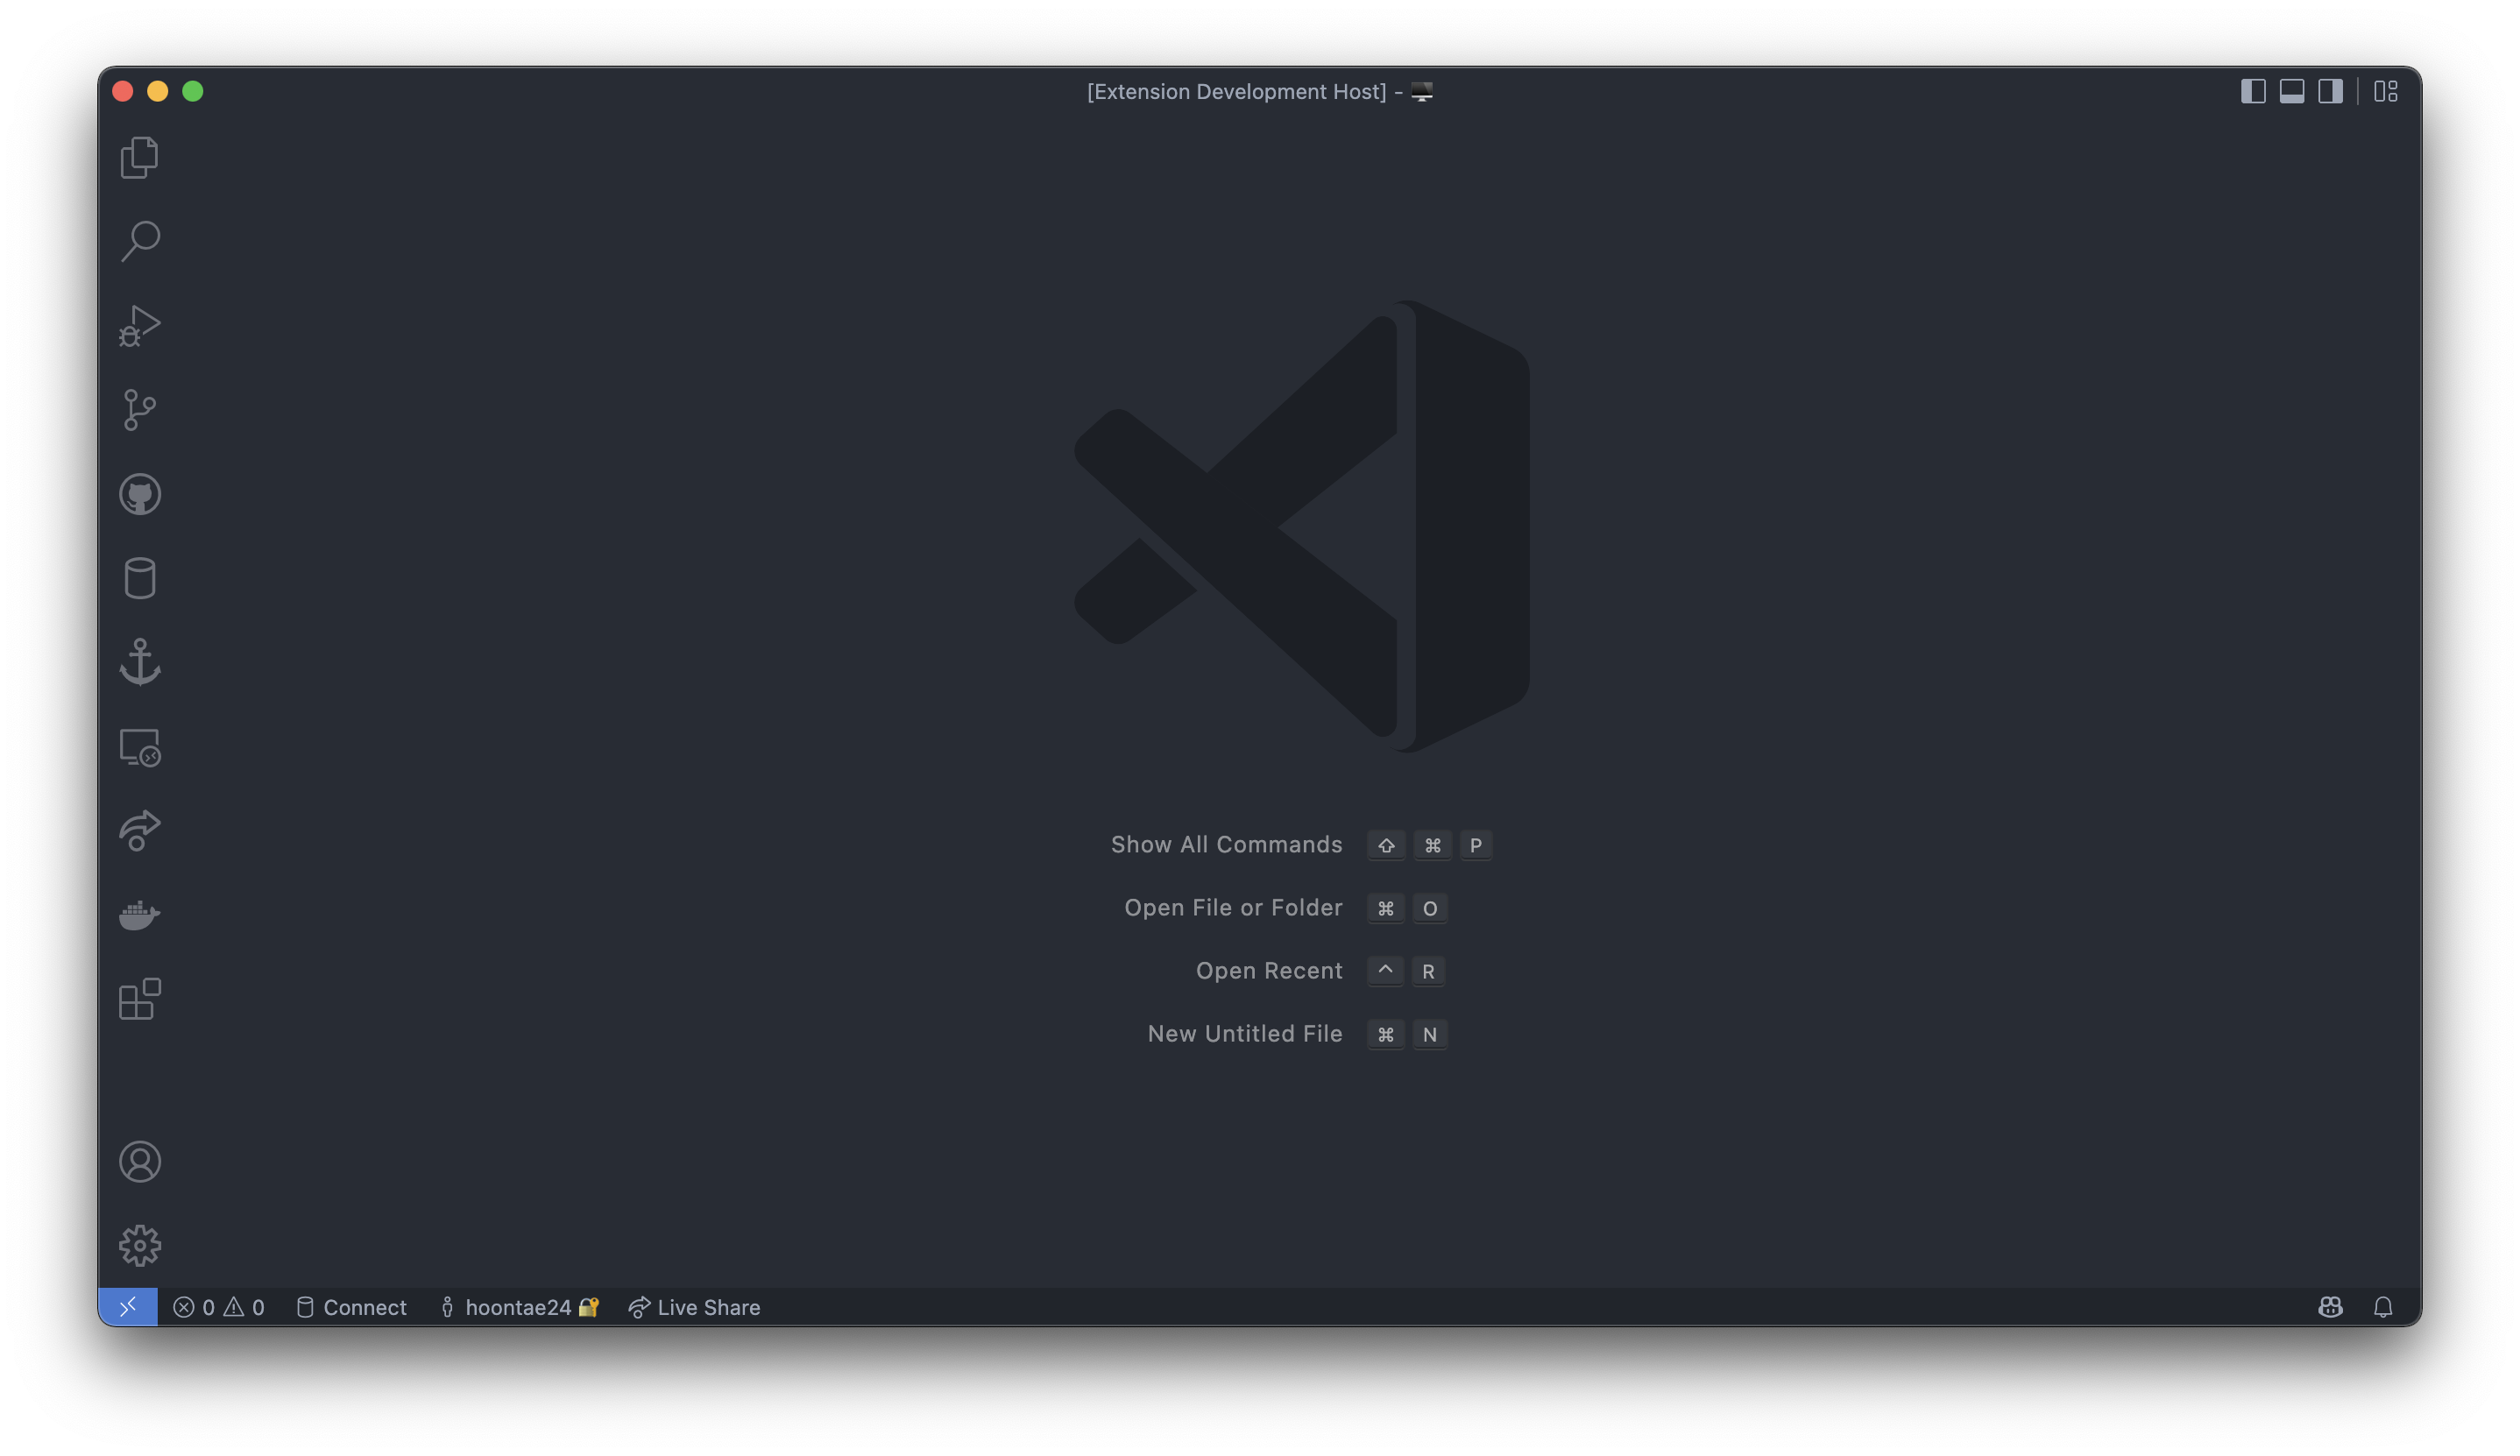 [Extension Development Host] - 🖥️
Show All Commands ⇧ ⌘ P
Open File or Folder ⌘ O
Open Recent ^ R
New Untitled File ⌘ N
0 0 Connect hoontae24 🔐 Live Share